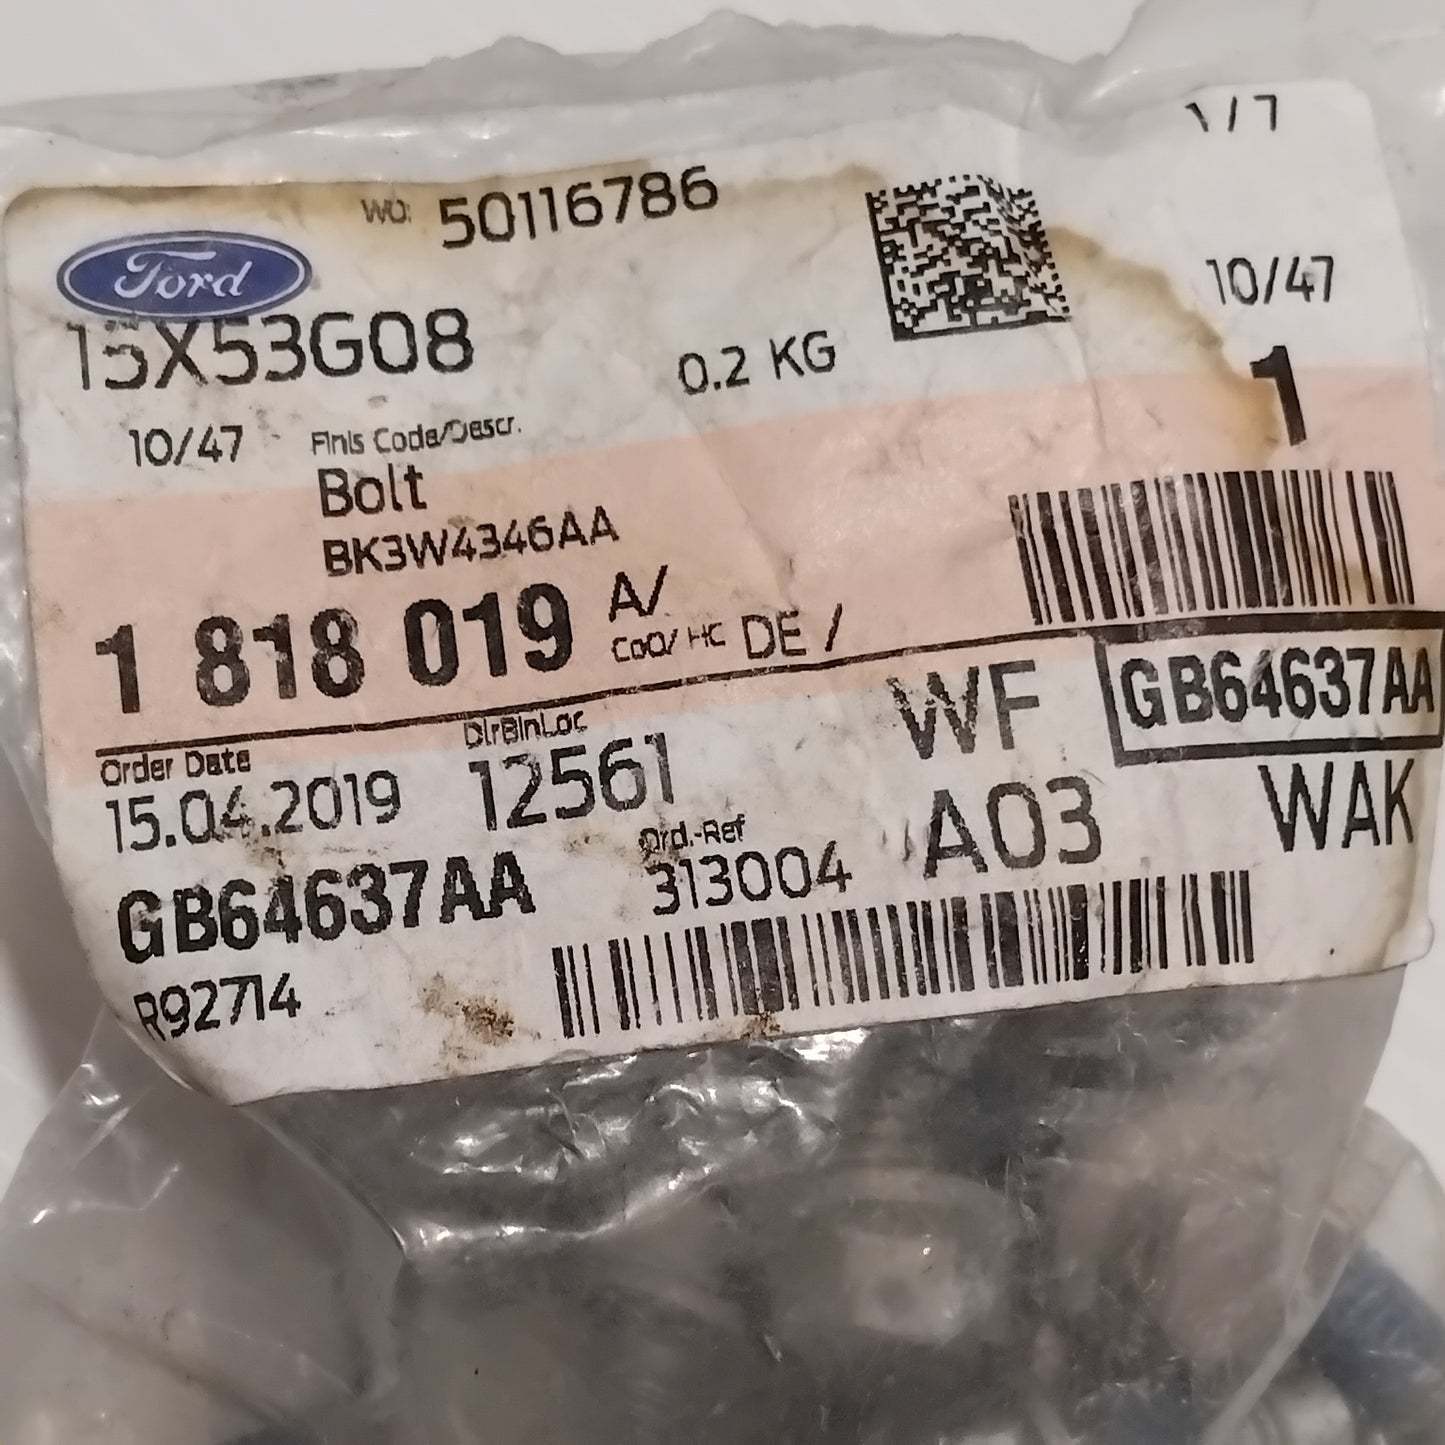 WO: 50116786
Ford
15X53G08
0.2 KG
10/47
1
10/47
Finis Code/Descr.
Bolt
BK3W4346AA
1 818 019 A/
CoO/ HC DE /
Order Date
15.04.2019
DlrBinLoc
12561
WF
GB64637AA
Ord.-Ref
313004
A03
WAK
GB64637AA
R92714